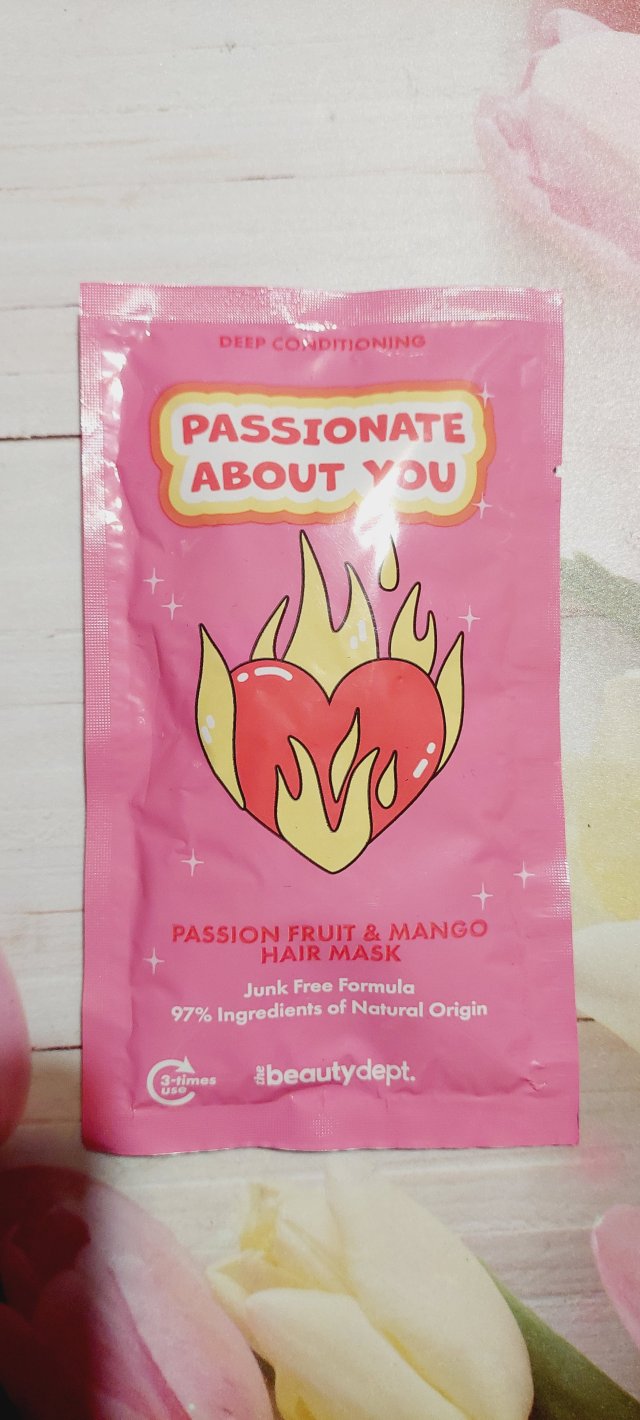 DEEP CONDITIONING
PASSIONATE
ABOUT YOU
PASSION FRUIT & MANGO
HAIR MASK
Junk Free Formula
97% Ingredients of Natural Origin
3-times
use
the beautydept.